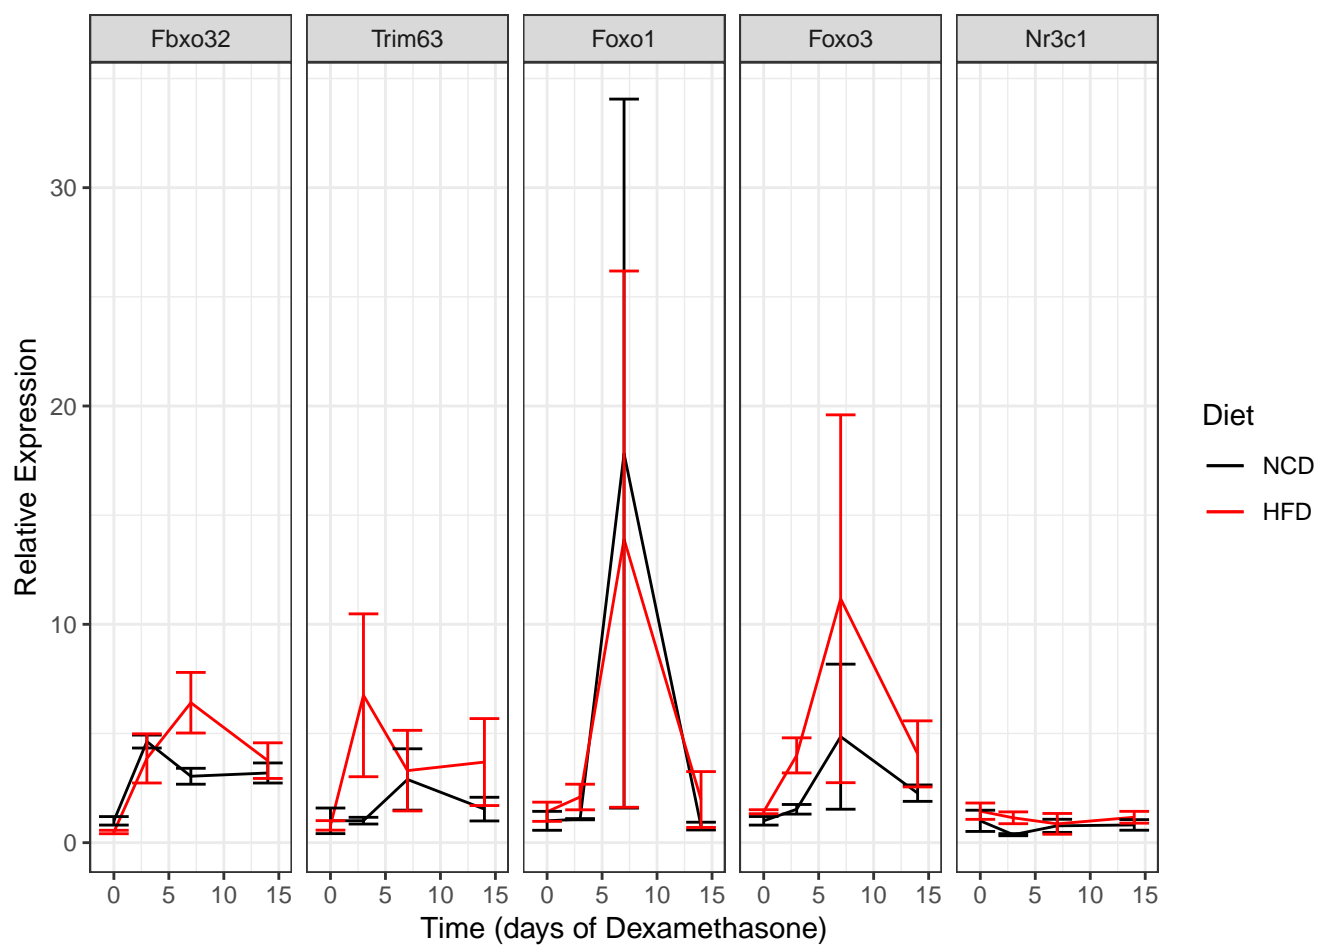 Fbxo32 Trim63 Foxo1 Foxo3 Nr3c1
30
20
10
0
Relative Expression
0 5 10 15 0 5 10 15 0 5 10 15 0 5 10 15 0 5 10 15
Time (days of Dexamethasone)
Diet
NCD
HFD